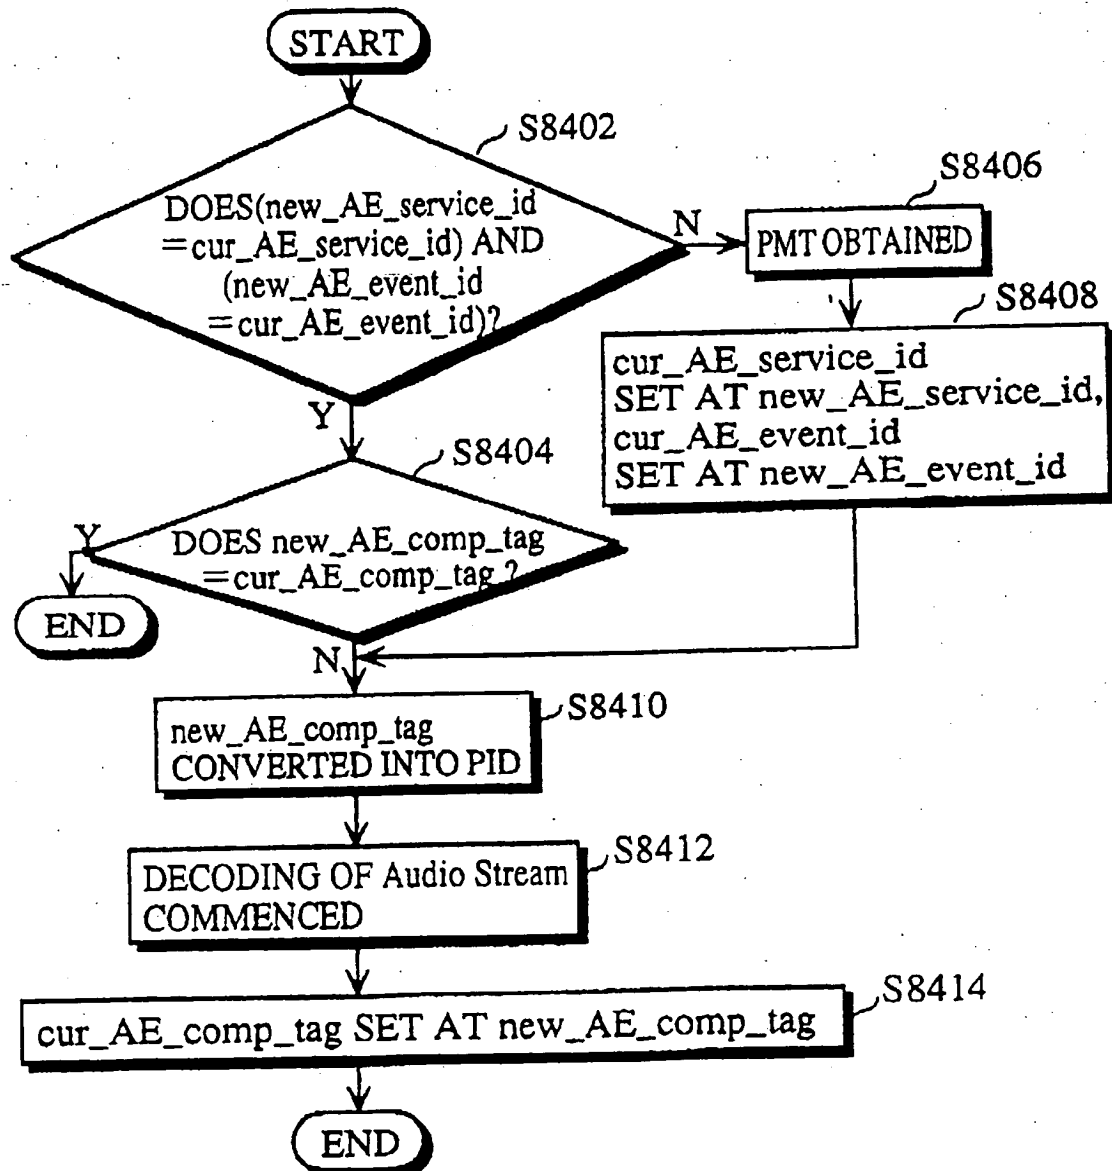 START
S8402
DOES(new_AE_service_id
=cur_AE_service_id) AND
(new_AE_event_id
=cur_AE_event_id)?
N
S8406
PMT OBTAINED
S8408
cur_AE_service_id
SET AT new_AE_service_id,
cur_AE_event_id
SET AT new_AE_event_id
Y
S8404
DOES new_AE_comp_tag
=cur_AE_comp_tag ?
Y
END
N
S8410
new_AE_comp_tag
CONVERTED INTO PID
S8412
DECODING OF Audio Stream
COMMENCED
S8414
cur_AE_comp_tag SET AT new_AE_comp_tag
END